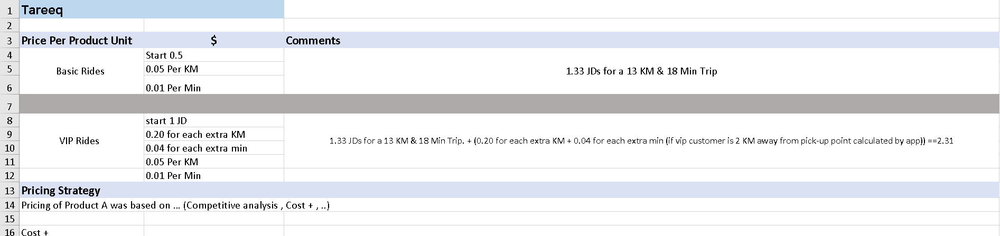 1 Tareeq
2
3 Price Per Product Unit $ Comments
4 Start 0.5
5 Basic Rides 0.05 Per KM 1.33 JDs for a 13 KM & 18 Min Trip
6 0.01 Per Min
7
8 start 1 JD
9 VIP Rides 0.20 for each extra KM 1.33 JDs for a 13 KM & 18 Min Trip. + (0.20 for each extra KM + 0.04 for each extra min (if vip customer is 2 KM away from pick-up point calculated by app)) ==2.31
10 0.04 for each extra min
11 0.05 Per KM
12 0.01 Per Min
13 Pricing Strategy
14 Pricing of Product A was based on ... (Competitive analysis , Cost + , ..)
15
16 Cost +